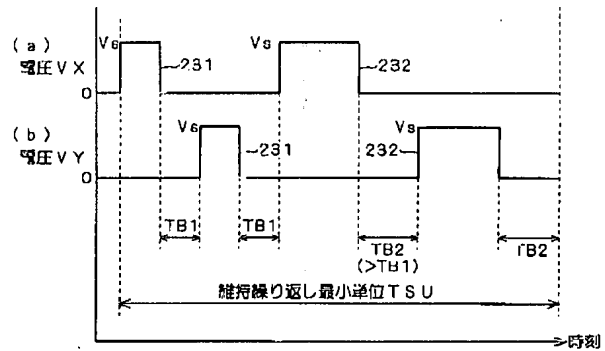 (a)
電圧VX
Vs
Vs
231
232
0
(b)
電圧VY
Vs
Vs
231
232
0
TB1
TB1
TB2
(>TB1)
TB2
維持繰り返し最小単位TSU
時刻